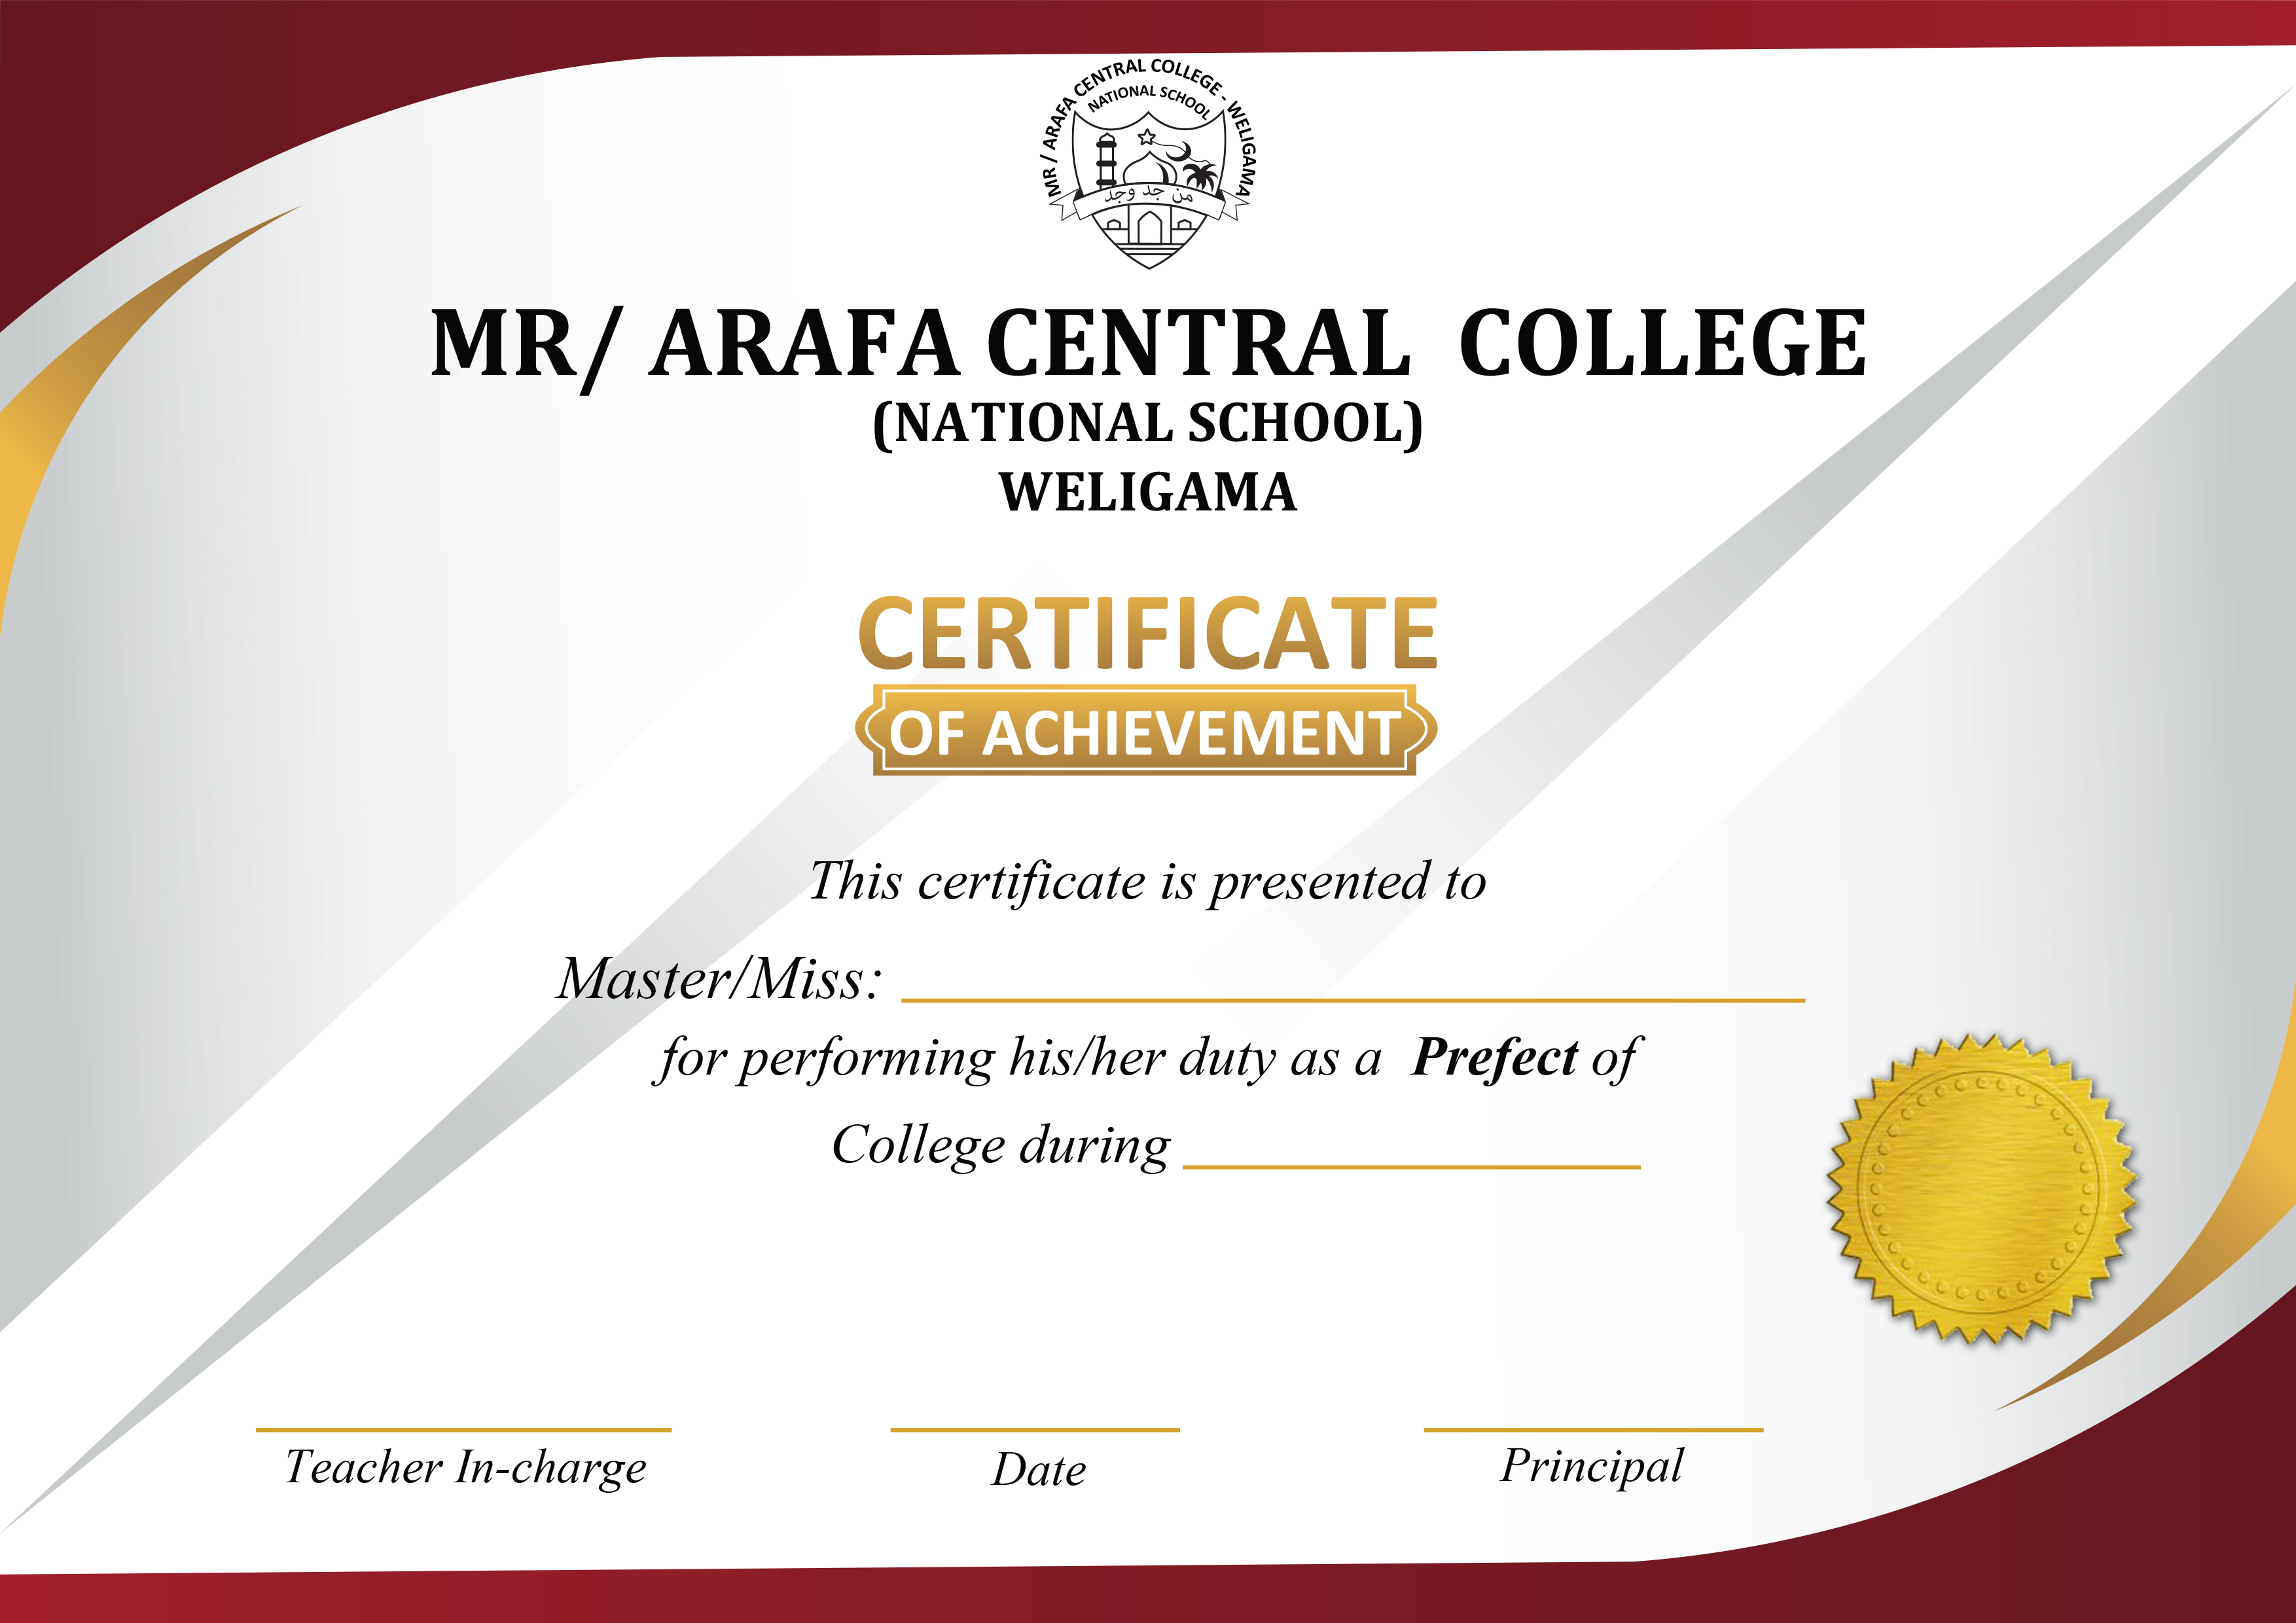 MR / ARAFA CENTRAL COLLEGE - WELIGAMA
NATIONAL SCHOOL
من جد وجد
MR/ ARAFA CENTRAL COLLEGE
(NATIONAL SCHOOL)
WELIGAMA
CERTIFICATE
OF ACHIEVEMENT
This certificate is presented to
Master/Miss:
for performing his/her duty as a Prefect of
College during
Teacher In-charge
Date
Principal